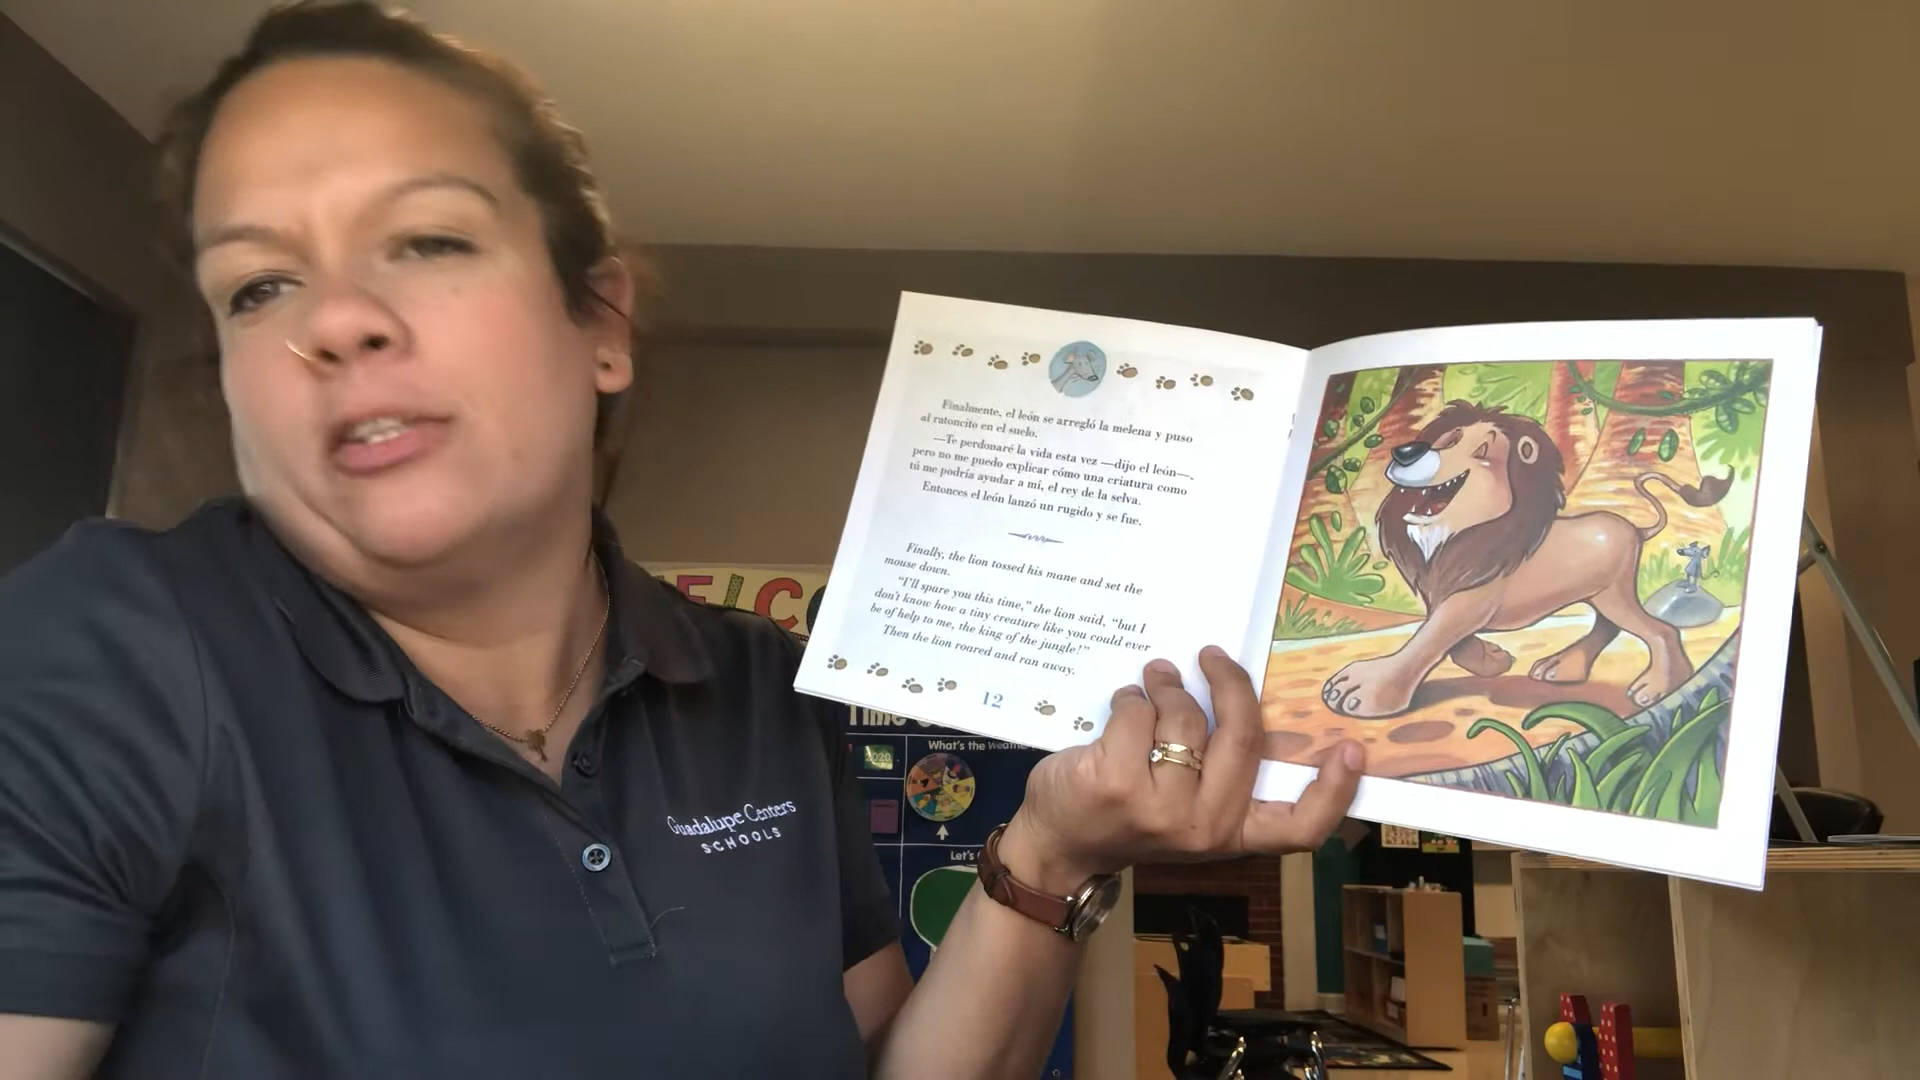 Finalmente, el león se arregló la melena y puso
al ratoncito en el suelo.
—Te perdonaré la vida esta vez —dijo el león—,
pero no me puedo explicar cómo una criatura como
tú me podría ayudar a mí, el rey de la selva.
Entonces el león lanzó un rugido y se fue.
Finally, the lion tossed his mane and set the
mouse down.
“I'll spare you this time,” the lion said, “but I
don't know how a tiny creature like you could ever
be of help to me, the king of the jungle!”
Then the lion roared and ran away.
12
Guadalupe Centers
SCHOOLS
Time
What's the Weather
2020
Let's